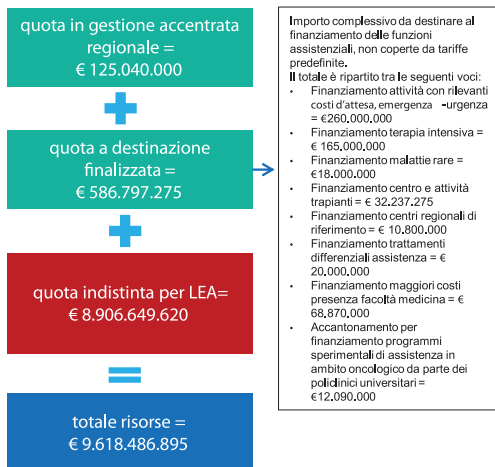 quota in gestione accentrata
regionale =
€ 125.040.000
quota a destinazione
finalizzata =
€ 586.797.275
quota indistinta per LEA=
€ 8.906.649.620
totale risorse =
€ 9.618.486.895
Importo complessivo da destinare al
finanziamento delle funzioni
assistenziali, non coperte da tariffe
predefinite.
Il totale è ripartito tra le seguenti voci:
• Finanziamento attività con rilevanti
costi d'attesa, emergenza -urgenza
= €260.000.000
• Finanziamento terapia intensiva =
€ 165.000.000
• Finanziamento malattie rare =
€18.000.000
• Finanziamento centro e attività
trapianti = € 32.237.275
• Finanziamento centri regionali di
riferimento = € 10.800.000
• Finanziamento trattamenti
differenziali assistenza = €
20.000.000
• Finanziamento maggiori costi
presenza facoltà medicina = €
68.870.000
• Accantonamento per
finanziamento programmi
sperimentali di assistenza in
ambito oncologico da parte dei
policlinici universitari =
€12.090.000